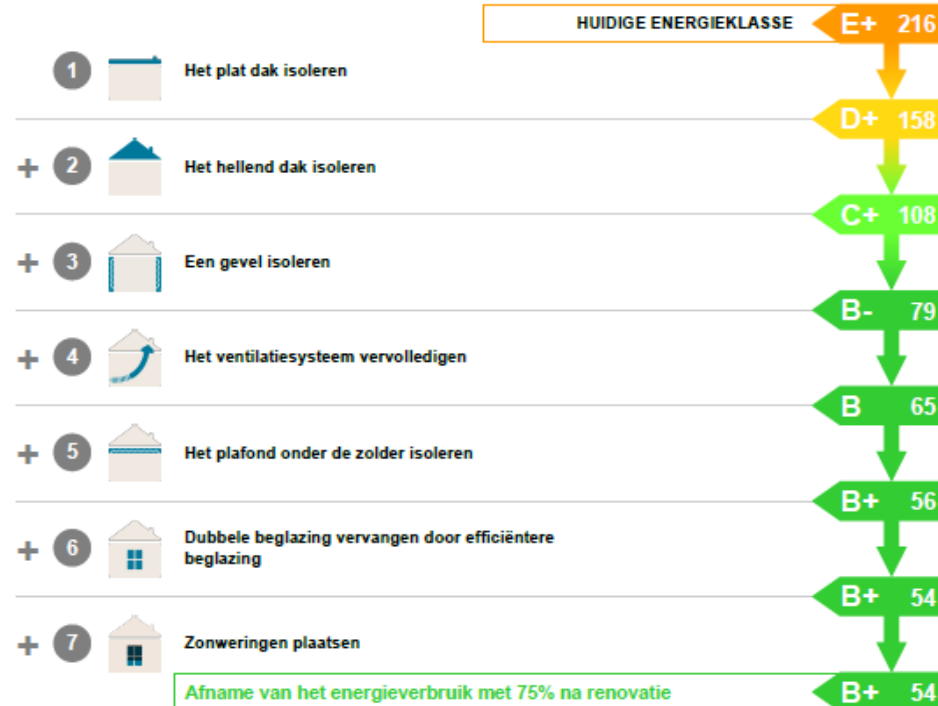 HUIDIGE ENERGIEKLASSE E+ 216
1 Het plat dak isoleren
D+ 158
+ 2 Het hellend dak isoleren
C+ 108
+ 3 Een gevel isoleren
B- 79
+ 4 Het ventilatiesysteem vervolledigen
B 65
+ 5 Het plafond onder de zolder isoleren
B+ 56
+ 6 Dubbele beglazing vervangen door efficiëntere
beglazing
B+ 54
+ 7 Zonweringen plaatsen
Afname van het energieverbruik met 75% na renovatie B+ 54